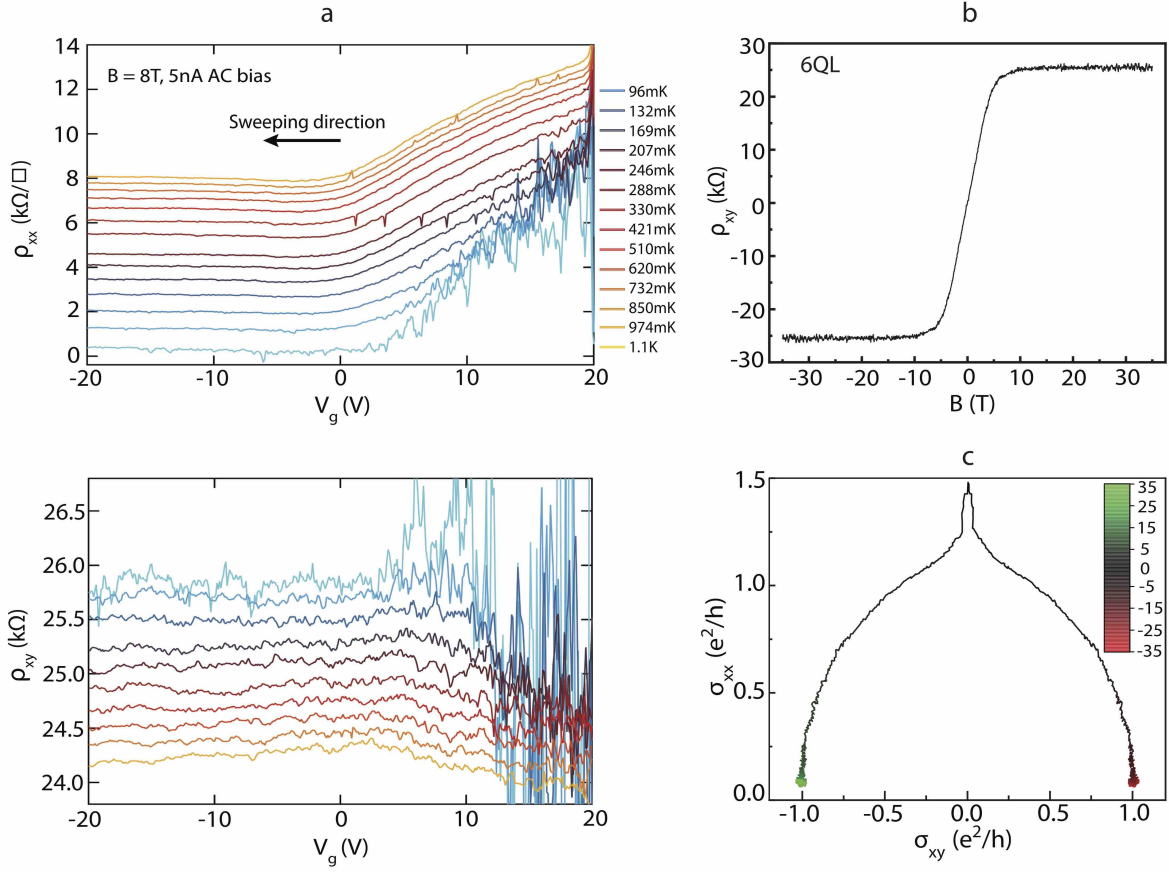 a
14
12
10
8
6
4
2
0
ρxx (kΩ/□)
B = 8T, 5nA AC bias
Sweeping direction
-20
-10
0
10
20
Vg (V)
96mK
132mK
169mK
207mK
246mk
288mK
330mK
421mK
510mk
620mK
732mK
850mK
974mK
1.1K
b
30
20
10
0
-10
-20
-30
ρxy (kΩ)
6QL
-30
-20
-10
0
10
20
30
B (T)
26.5
26.0
25.5
25.0
24.5
24.0
ρxy (kΩ)
-20
-10
0
10
20
Vg (V)
c
1.5
1.0
0.5
0.0
σxx (e²/h)
35
25
15
5
0
-5
-15
-25
-35
-1.0
-0.5
0.0
0.5
1.0
σxy (e²/h)